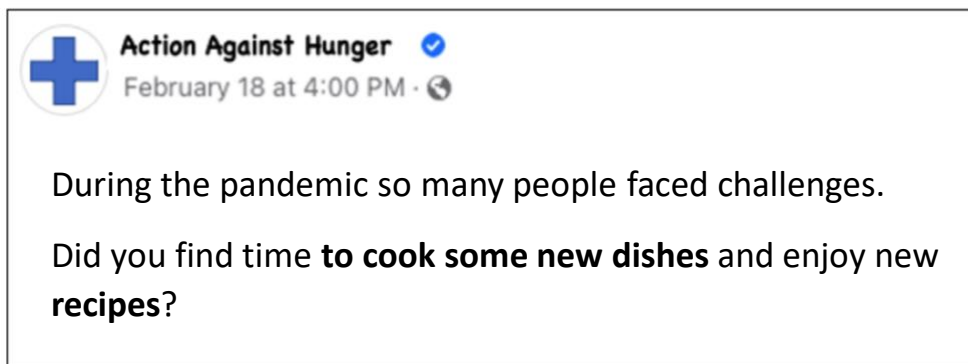 Action Against Hunger
February 18 at 4:00 PM ·
During the pandemic so many people faced challenges.
Did you find time to cook some new dishes and enjoy new
recipes?